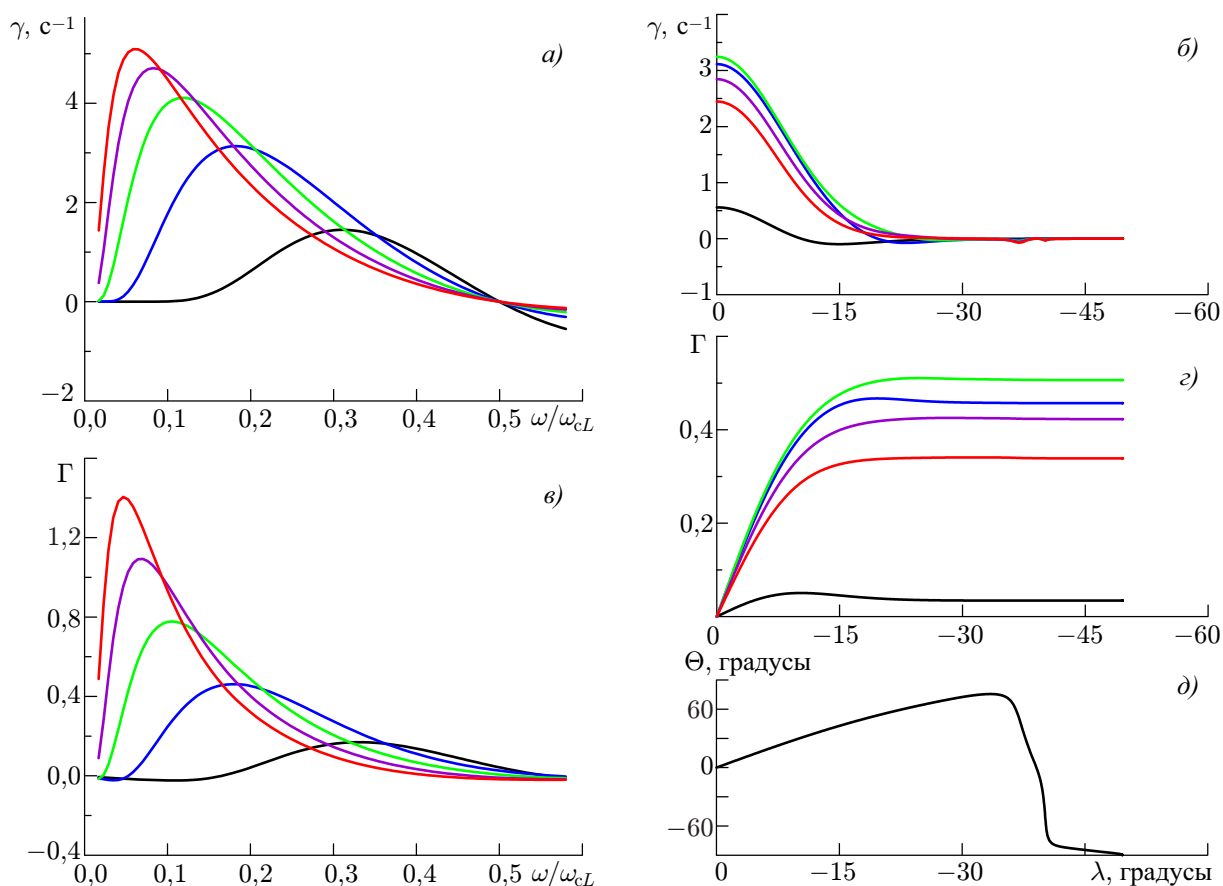 γ, с−1
а)
4
2
0
−2
0,0 0,1 0,2 0,3 0,4 0,5 ω/ωcL
γ, с−1
б)
3
2
1
0
−1
0 −15 −30 −45 −60
Γ
в)
1,2
0,8
0,4
0,0
−0,4
0,0 0,1 0,2 0,3 0,4 0,5 ω/ωcL
Γ
г)
0,4
0,2
0 −15 −30 −45 −60
Θ, градусы
д)
60
0
−60
0 −15 −30 λ, градусы